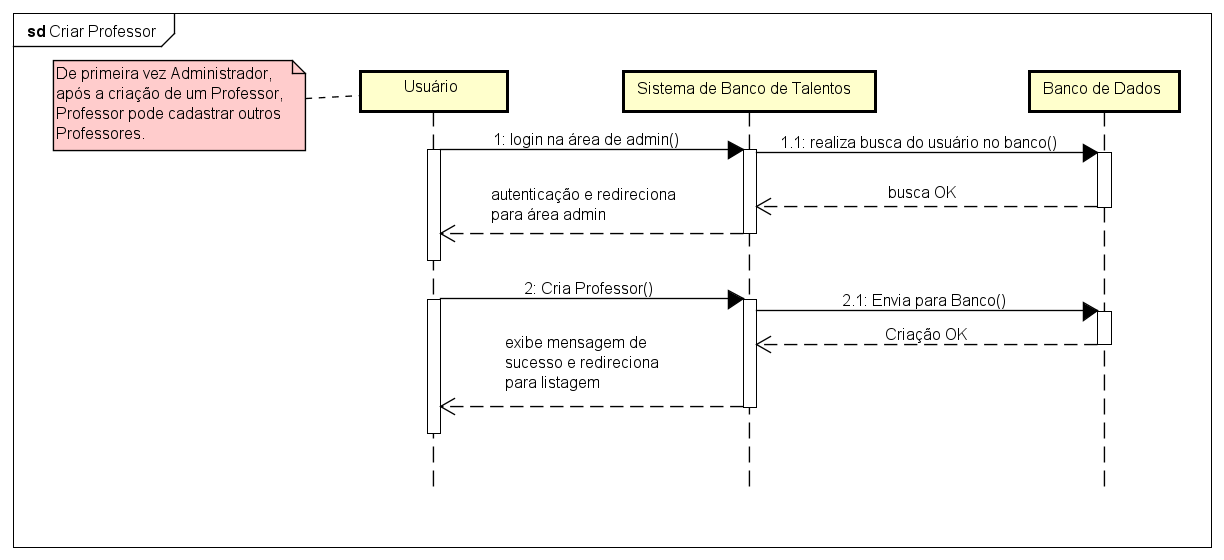 sd Criar Professor
De primeira vez Administrador,
após a criação de um Professor,
Professor pode cadastrar outros
Professores.
Usuário
Sistema de Banco de Talentos
Banco de Dados
1: login na área de admin()
1.1: realiza busca do usuário no banco()
busca OK
autenticação e redireciona
para área admin
2: Cria Professor()
2.1: Envia para Banco()
Criação OK
exibe mensagem de
sucesso e redireciona
para listagem